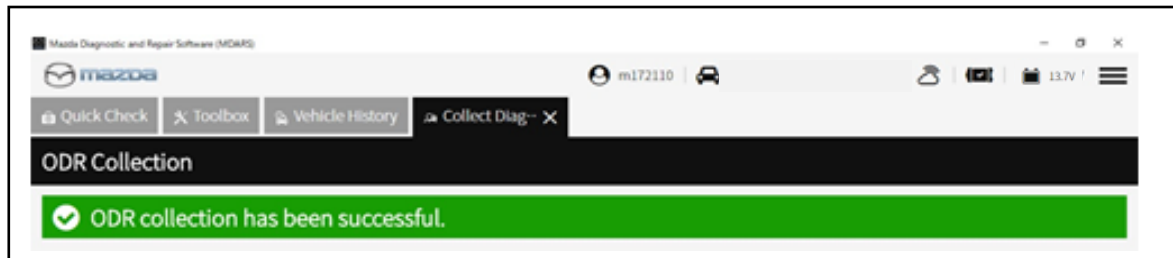 Mazda Diagnostic and Repair Software (MDARS)
mazda m172110 13.7V
Quick Check Toolbox Vehicle History Collect Diag--
ODR Collection
ODR collection has been successful.